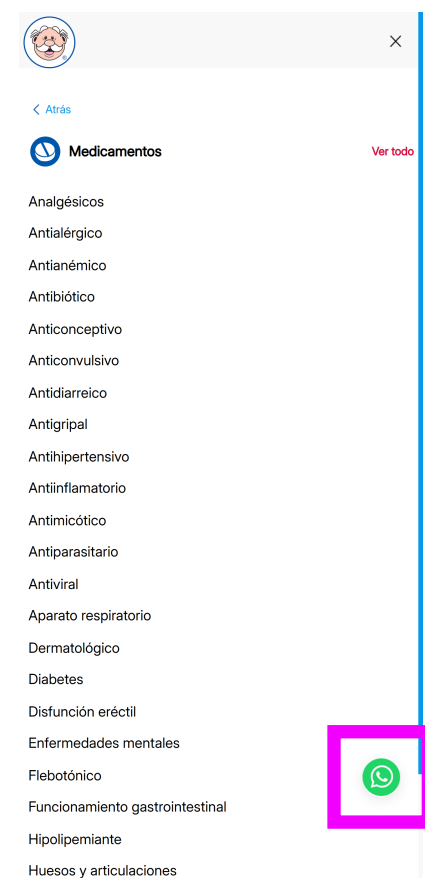 Atrás
Medicamentos
Ver todo
Analgésicos
Antialérgico
Antianémico
Antibiótico
Anticonceptivo
Anticonvulsivo
Antidiarreico
Antigripal
Antihipertensivo
Antiinflamatorio
Antimicótico
Antiparasitario
Antiviral
Aparato respiratorio
Dermatológico
Diabetes
Disfunción eréctil
Enfermedades mentales
Flebotónico
Funcionamiento gastrointestinal
Hipolipemiante
Huesos y articulaciones